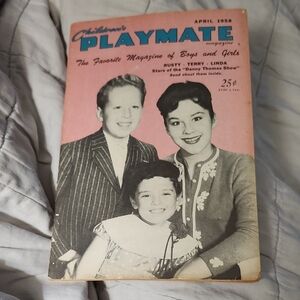 APRIL 1958
Children's
PLAYMATE
magazine
The Favorite Magazine of Boys and Girls
RUSTY - TERRY - LINDA
Stars of the "Danny Thomas Show"
Read about them inside.
25¢